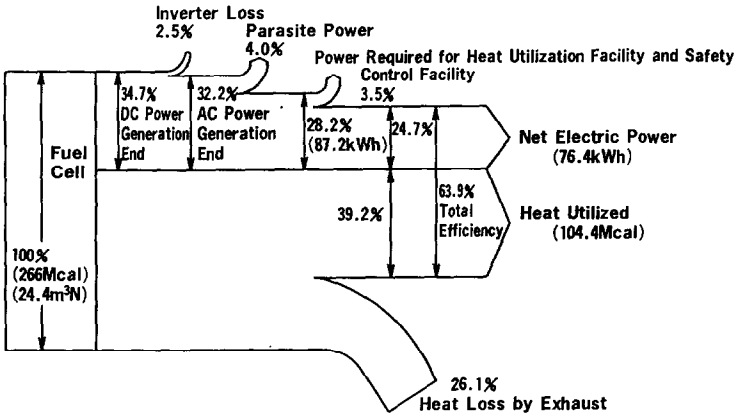 Inverter Loss
2.5%
Parasite Power
4.0%
Power Required for Heat Utilization Facility and Safety
Control Facility
3.5%
34.7%
DC Power
Generation
End
32.2%
AC Power
Generation
End
28.2%
(87.2kWh)
24.7%
Net Electric Power
(76.4kWh)
Fuel
Cell
39.2%
63.9%
Total
Efficiency
Heat Utilized
(104.4Mcal)
100%
(266Mcal)
(24.4m³N)
26.1%
Heat Loss by Exhaust